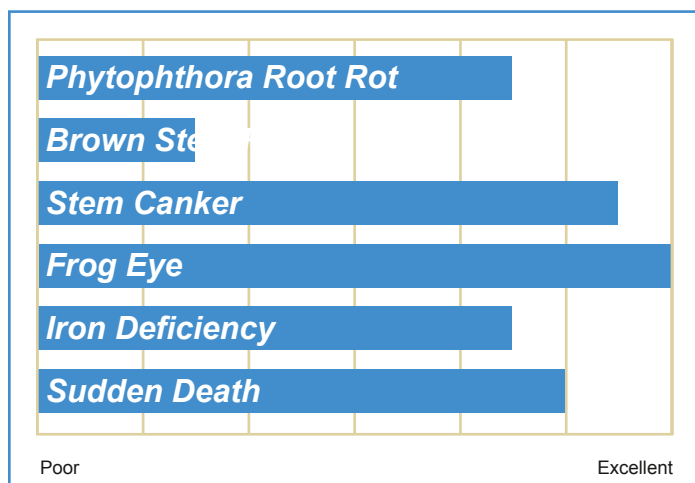 Phytophthora Root Rot
Brown Ste
Stem Canker
Frog Eye
Iron Deficiency
Sudden Death
Poor
Excellent